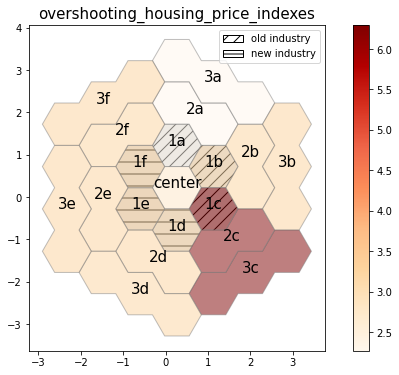 overshooting_housing_price_indexes
old industry
new industry
3a
3f
2a
2f
1a
2b
1f
1b
3b
center
2e
3e
1e
1c
1d
2c
2d
3c
3d
4
3
2
1
0
−1
−2
−3
−3
−2
−1
0
1
2
3
6.0
5.5
5.0
4.5
4.0
3.5
3.0
2.5